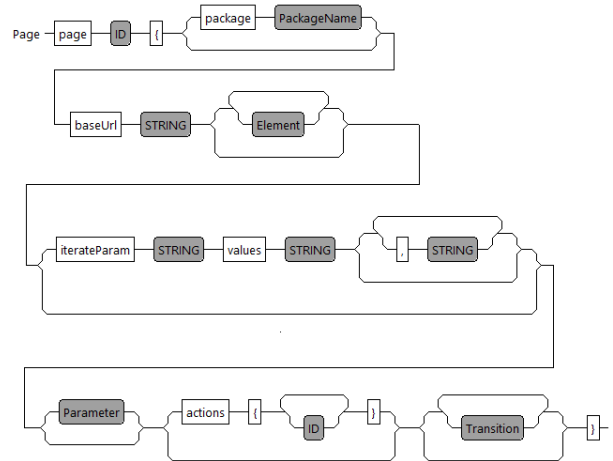 Page page ID { package PackageName
baseUrl STRING Element
iterateParam STRING values STRING , STRING
Parameter actions { ID } Transition }